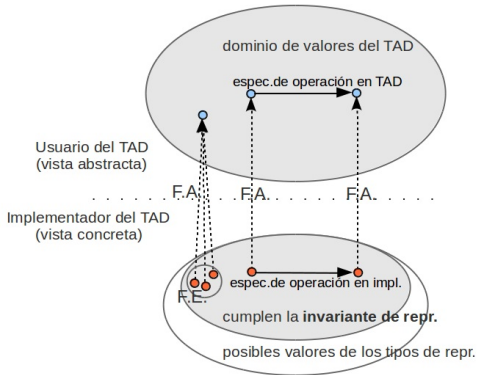 dominio de valores del TAD
espec.de operación en TAD
Usuario del TAD
(vista abstracta)
F.A. F.A. F.A.
Implementador del TAD
(vista concreta)
F.E.
espec.de operación en impl.
cumplen la invariante de repr.
posibles valores de los tipos de repr.